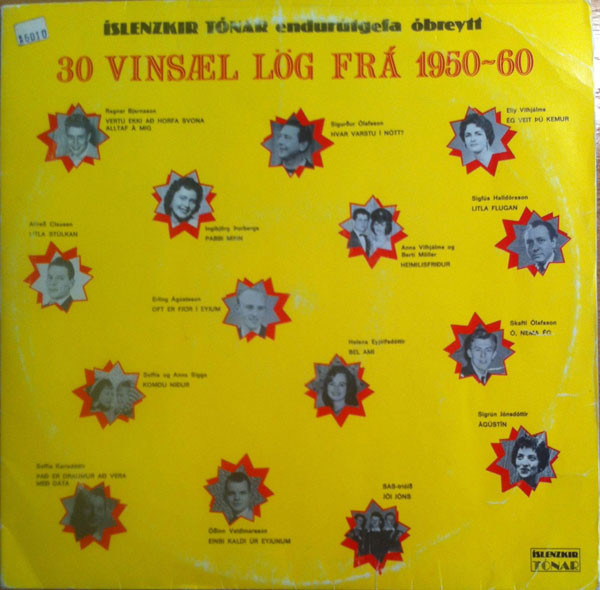 $6010
ÍSLENZKIR TÓNAR endurútgefa óbreytt
30 VINSÆL LÖG FRÁ 1950-60
Ragnar Bjarnason
VERTU EKKI AÐ HORFA SVONA
ALLTAF Á MIG
Sigurður Ólafsson
HVAR VARSTU Í NÓTT?
Elly Vilhjálms
ÉG VEIT ÞÚ KEMUR
Ingibjörg Þorbergs
PABBI MINN
Anna Vilhjálms og
Berti Möller
HEIMILISFRIÐUR
Sigfús Halldórsson
LITLA FLUGAN
Alfreð Clausen
LITLA STÚLKAN
Erling Ágústsson
OFT ER FJÖR Í EYJUM
Helena Eyjólfsdóttir
BEL AMI
Skafti Ólafsson
Ó, NEMA ÉG
Soffía og Anna Sigga
KOMDU NIÐUR
Sigrún Jónsdóttir
ÁGÚSTÍN
Soffía Karlsdóttir
ÞAÐ ER DRAUMUR AÐ VERA
MEÐ DÁTA
Óðinn Valdimarsson
EINSI KALDI ÚR EYJUNUM
SAS-tríóið
JÓI JÓNS
ÍSLENZKIR
TÓNAR